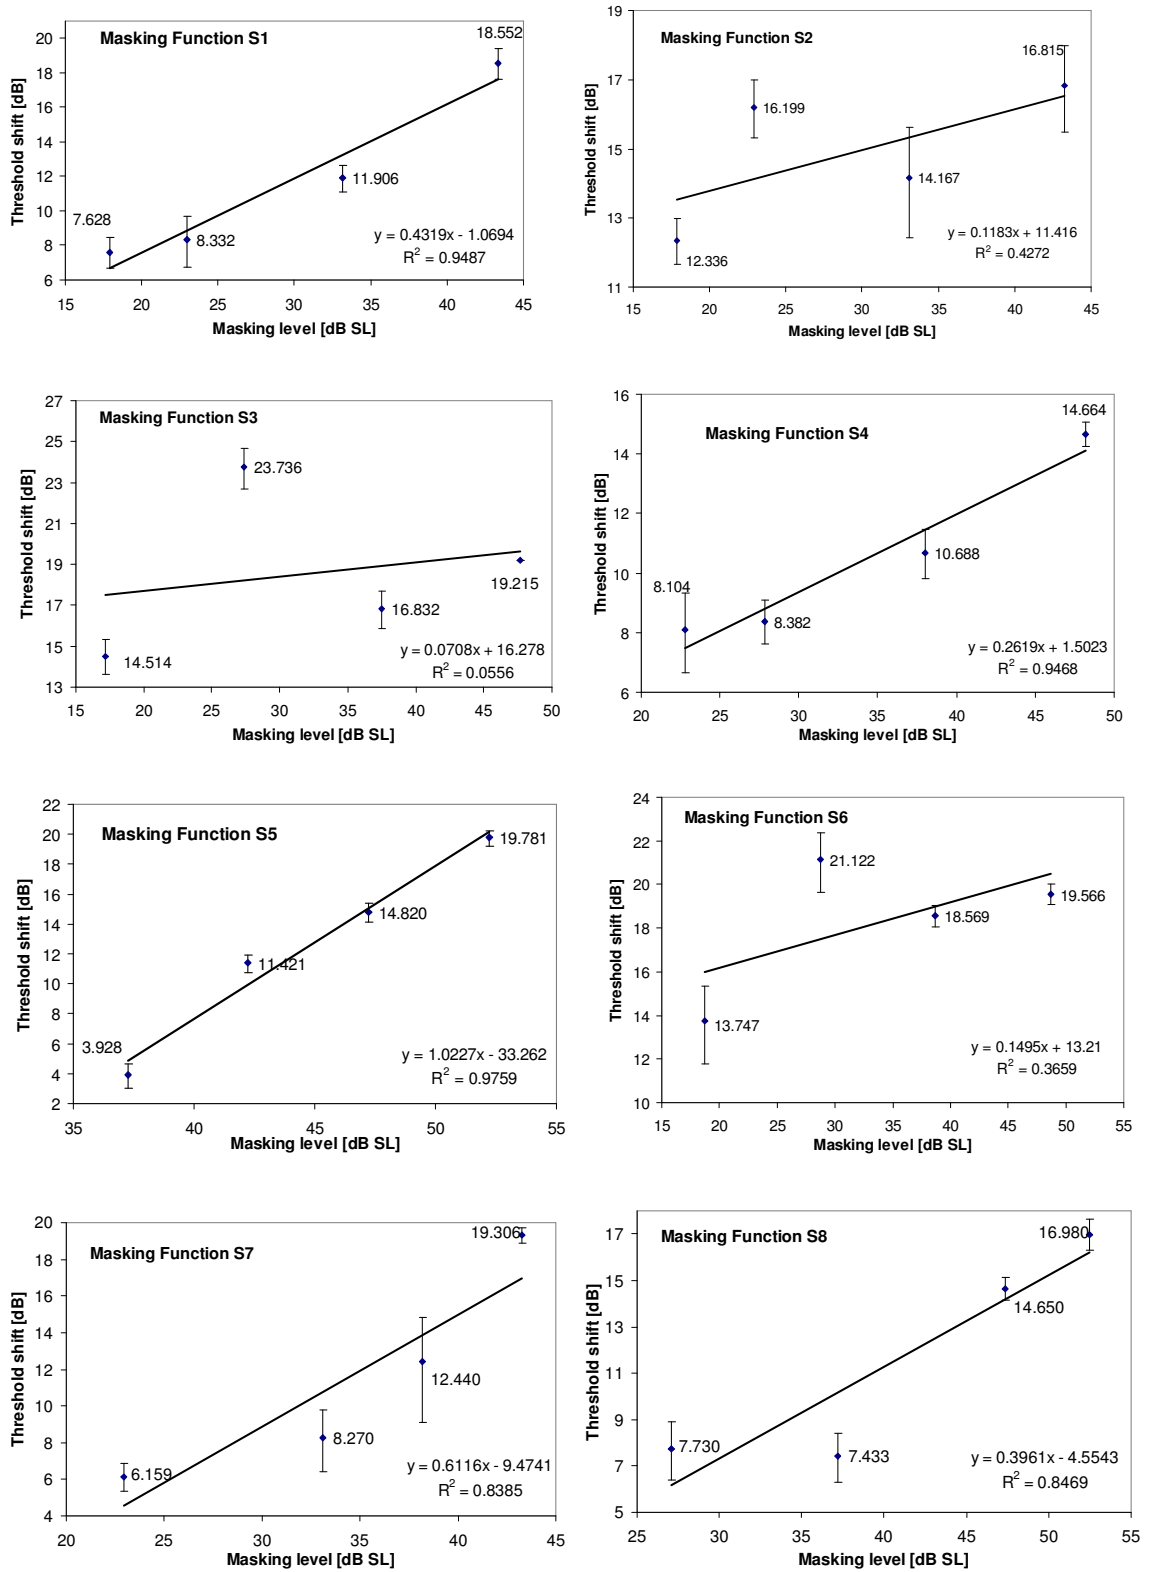 Masking Function S1
Threshold shift [dB]
20
18
16
14
12
10
8
6
7.628
8.332
11.906
18.552
y = 0.4319x - 1.0694
R² = 0.9487
15 20 25 30 35 40 45
Masking level [dB SL]
Masking Function S2
Threshold shift [dB]
19
17
15
13
11
12.336
16.199
14.167
16.815
y = 0.1183x + 11.416
R² = 0.4272
15 20 25 30 35 40 45
Masking level [dB SL]
Masking Function S3
Threshold shift [dB]
27
25
23
21
19
17
15
13
14.514
23.736
16.832
19.215
y = 0.0708x + 16.278
R² = 0.0556
15 20 25 30 35 40 45 50
Masking level [dB SL]
Masking Function S4
Threshold shift [dB]
16
14
12
10
8
6
8.104
8.382
10.688
14.664
y = 0.2619x + 1.5023
R² = 0.9468
20 25 30 35 40 45 50
Masking level [dB SL]
Masking Function S5
Threshold shift [dB]
22
20
18
16
14
12
10
8
6
4
2
3.928
11.421
14.820
19.781
y = 1.0227x - 33.262
R² = 0.9759
35 40 45 50 55
Masking level [dB SL]
Masking Function S6
Threshold shift [dB]
24
22
20
18
16
14
12
10
13.747
21.122
18.569
19.566
y = 0.1495x + 13.21
R² = 0.3659
15 20 25 30 35 40 45 50 55
Masking level [dB SL]
Masking Function S7
Threshold shift [dB]
20
18
16
14
12
10
8
6
4
6.159
8.270
12.440
19.306
y = 0.6116x - 9.4741
R² = 0.8385
20 25 30 35 40 45
Masking level [dB SL]
Masking Function S8
Threshold shift [dB]
17
15
13
11
9
7
5
7.730
7.433
14.650
16.980
y = 0.3961x - 4.5543
R² = 0.8469
25 30 35 40 45 50 55
Masking level [dB SL]